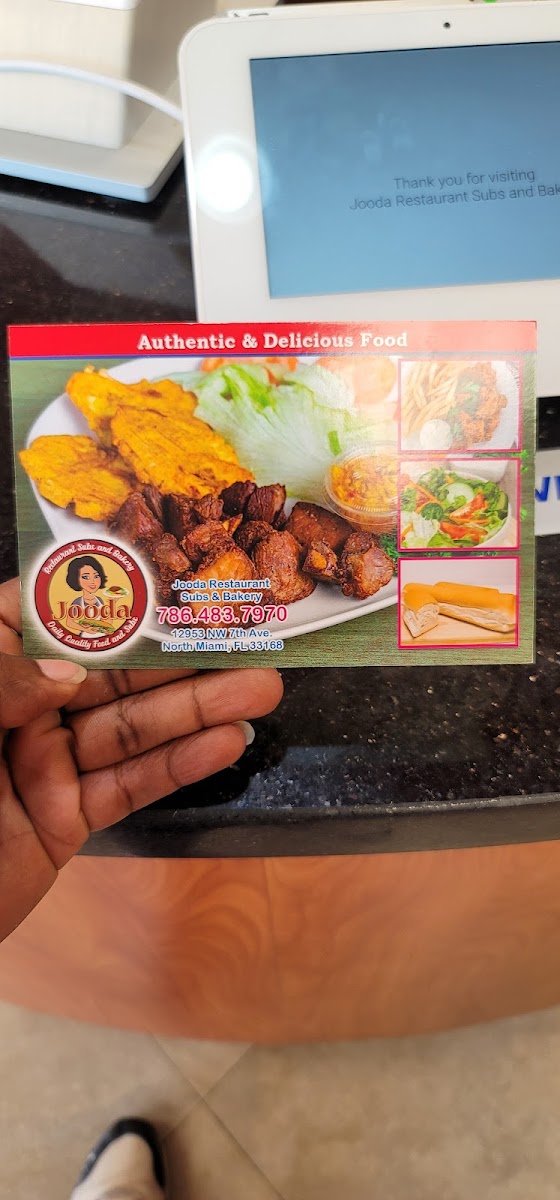 Thank you for visiting
Jooda Restaurant Subs and
Authentic & Delicious Food
Restaurant Subs and Bakery
Jooda
Daily Quality Food and Subs
Jooda Restaurant
Subs & Bakery
786.483.7970
12953 NW 7th Ave.
North Miami, FL 33168